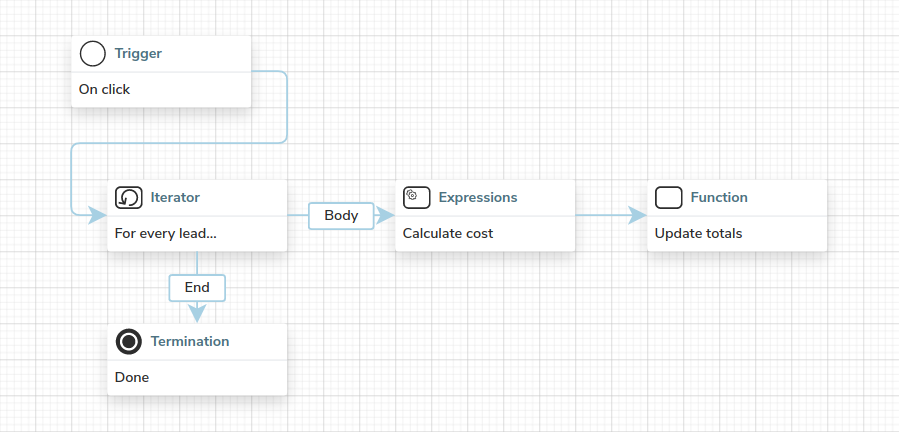 Trigger
On click
Iterator
For every lead...
Body
Expressions
Calculate cost
Function
Update totals
End
Termination
Done